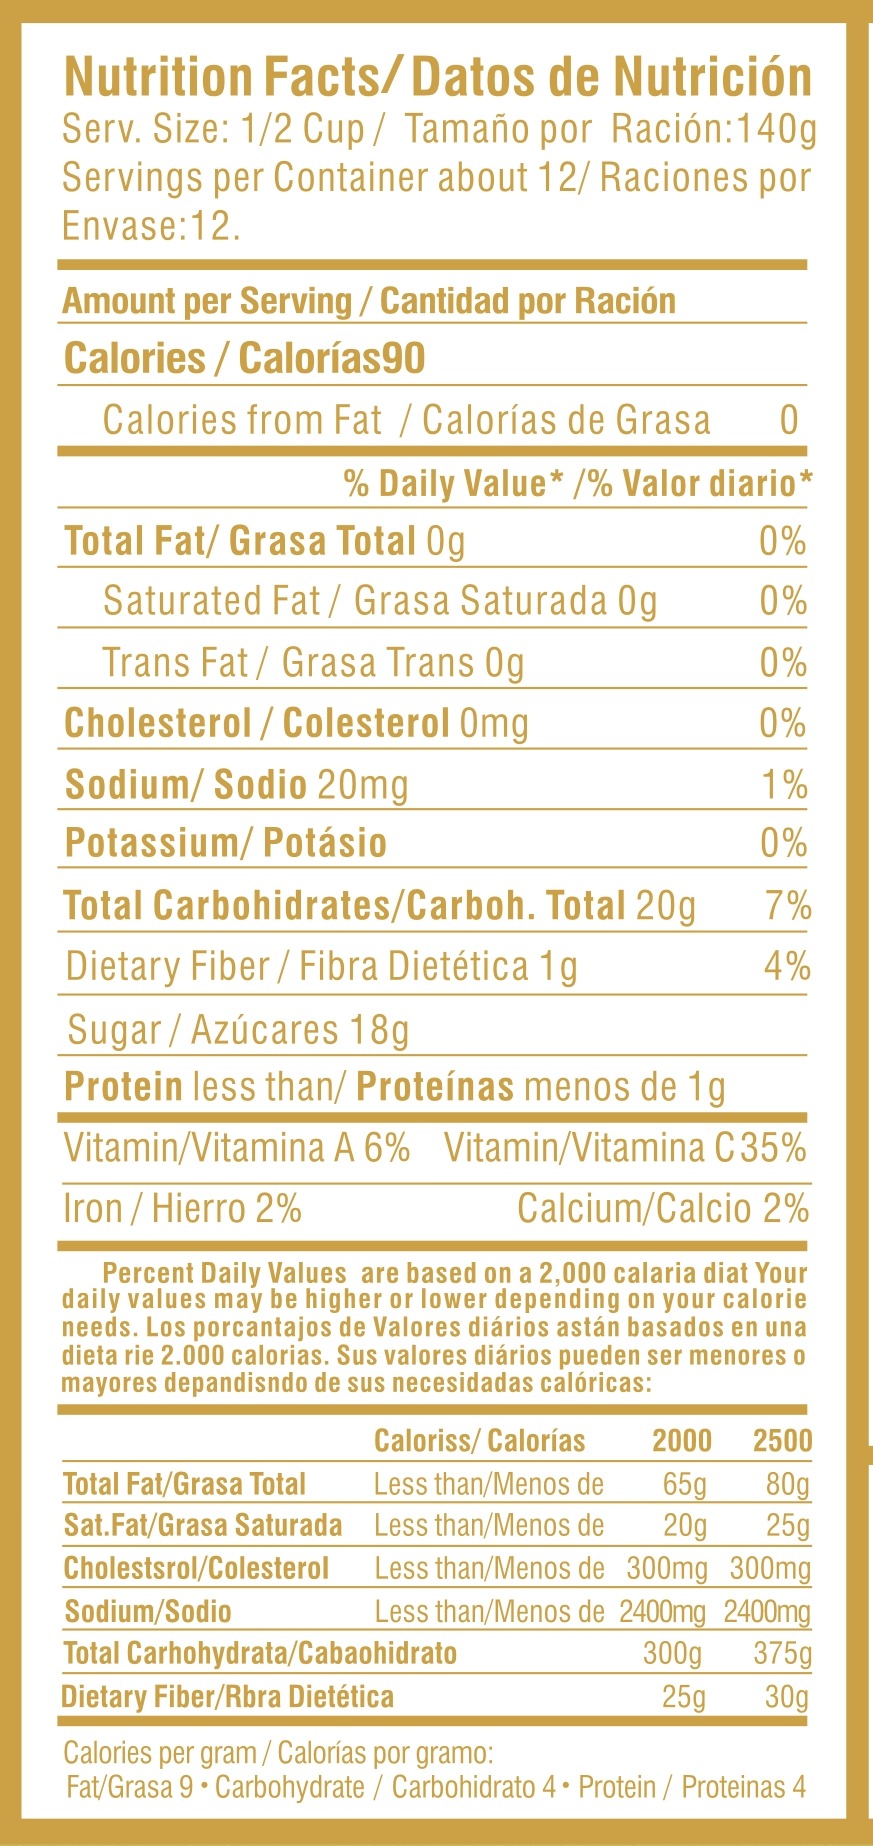 Nutrition Facts/Datos de Nutrición
Serv. Size: 1/2 Cup / Tamaño por Ración:140g
Servings per Container about 12/ Raciones por
Envase:12.
Amount per Serving / Cantidad por Ración
Calories / Calorías90
Calories from Fat / Calorías de Grasa 0
% Daily Value* /% Valor diario*
Total Fat/ Grasa Total 0g 0%
Saturated Fat / Grasa Saturada 0g 0%
Trans Fat / Grasa Trans 0g 0%
Cholesterol / Colesterol 0mg 0%
Sodium/ Sodio 20mg 1%
Potassium/ Potásio 0%
Total Carbohidrates/Carboh. Total 20g 7%
Dietary Fiber / Fibra Dietética 1g 4%
Sugar / Azúcares 18g
Protein less than/ Proteínas menos de 1g
Vitamin/Vitamina A 6% Vitamin/Vitamina C 35%
Iron / Hierro 2% Calcium/Calcio 2%
Percent Daily Values are based on a 2,000 calaria diat Your
daily values may be higher or lower depending on your calorie
needs. Los porcantajos de Valores diários astán basados en una
dieta rie 2.000 calorias. Sus valores diários pueden ser menores o
mayores depandisndo de sus necesidadas calóricas:
Caloriss/ Calorías 2000 2500
Total Fat/Grasa Total Less than/Menos de 65g 80g
Sat.Fat/Grasa Saturada Less than/Menos de 20g 25g
Cholestsrol/Colesterol Less than/Menos de 300mg 300mg
Sodium/Sodio Less than/Menos de 2400mg 2400mg
Total Carhohydrata/Cabaohidrato 300g 375g
Dietary Fiber/Rbra Dietética 25g 30g
Calories per gram / Calorías por gramo:
Fat/Grasa 9 • Carbohydrate / Carbohidrato 4 • Protein / Proteinas 4